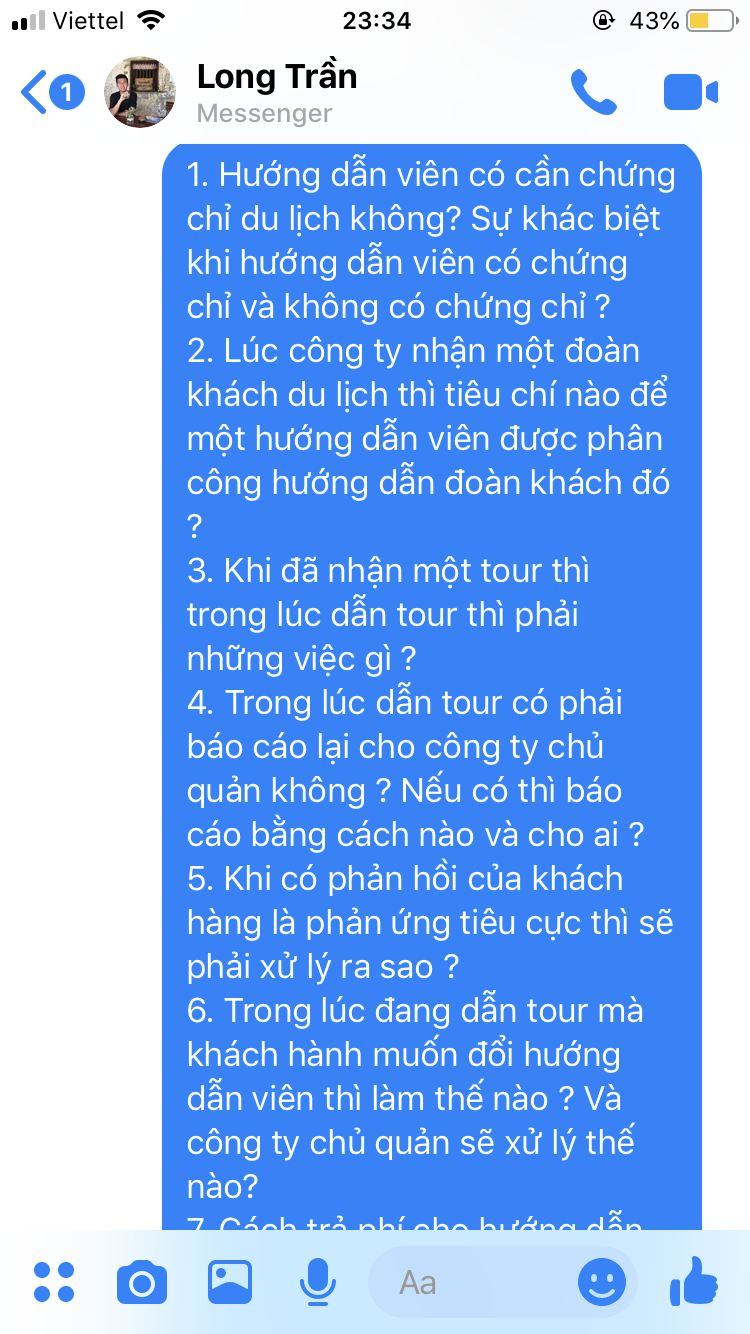 Viettel 23:34 43%
1 Long Trần
Messenger
1. Hướng dẫn viên có cần chứng
chỉ du lịch không? Sự khác biệt
khi hướng dẫn viên có chứng
chỉ và không có chứng chỉ ?
2. Lúc công ty nhận một đoàn
khách du lịch thì tiêu chí nào để
một hướng dẫn viên được phân
công hướng dẫn đoàn khách đó
?
3. Khi đã nhận một tour thì
trong lúc dẫn tour thì phải
những việc gì ?
4. Trong lúc dẫn tour có phải
báo cáo lại cho công ty chủ
quản không ? Nếu có thì báo
cáo bằng cách nào và cho ai ?
5. Khi có phản hồi của khách
hàng là phản ứng tiêu cực thì sẽ
phải xử lý ra sao ?
6. Trong lúc đang dẫn tour mà
khách hành muốn đổi hướng
dẫn viên thì làm thế nào ? Và
công ty chủ quản sẽ xử lý thế
nào?
7. Cách trả phí cho hướng dẫn
Aa